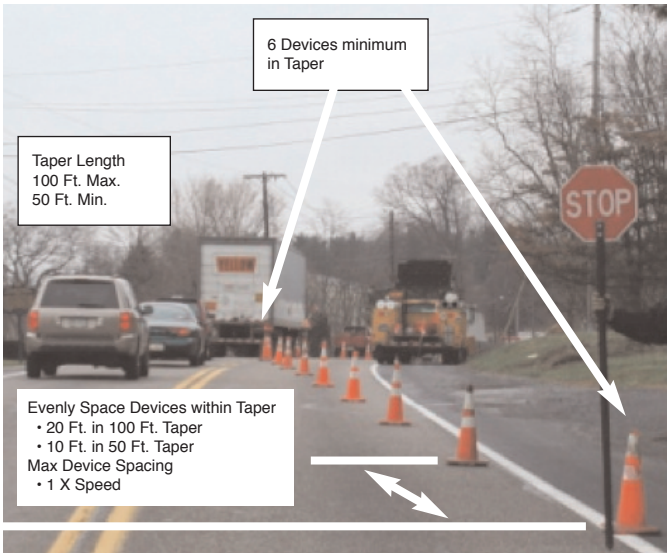 6 Devices minimum
in Taper
Taper Length
100 Ft. Max.
50 Ft. Min.
STOP
YELLOW
Evenly Space Devices within Taper
• 20 Ft. in 100 Ft. Taper
• 10 Ft. in 50 Ft. Taper
Max Device Spacing
• 1 X Speed